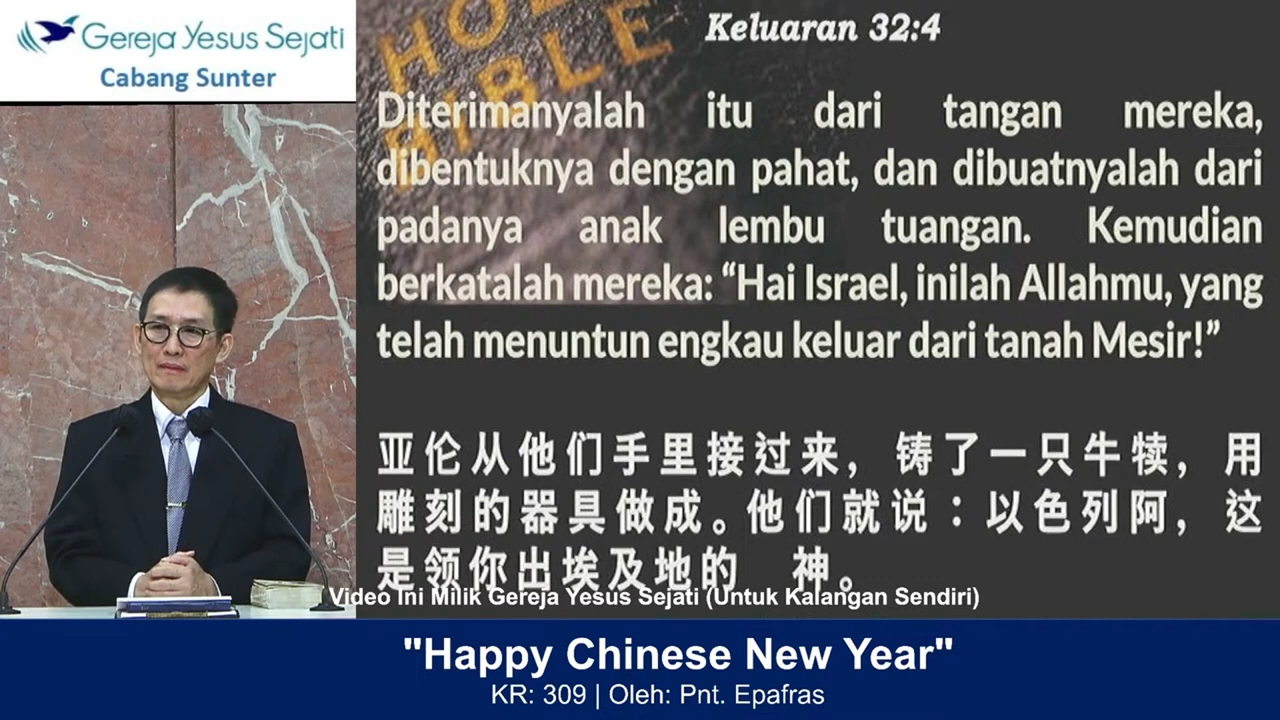 Gereja Yesus Sejati
Cabang Sunter
HOLY
BIBLE
Keluaran 32:4
Diterimanyalah itu dari tangan mereka,
dibentuknya dengan pahat, dan dibuatnyalah dari
padanya anak lembu tuangan. Kemudian
berkatalah mereka: “Hai Israel, inilah Allahmu, yang
telah menuntun engkau keluar dari tanah Mesir!”
亚伦从他们手里接过来，铸了一只牛犊，用
雕刻的器具做成。他们就说：以色列阿，这
是领你出埃及地的 神。
Video Ini Milik Gereja Yesus Sejati (Untuk Kalangan Sendiri)
"Happy Chinese New Year"
KR: 309 | Oleh: Pnt. Epafras